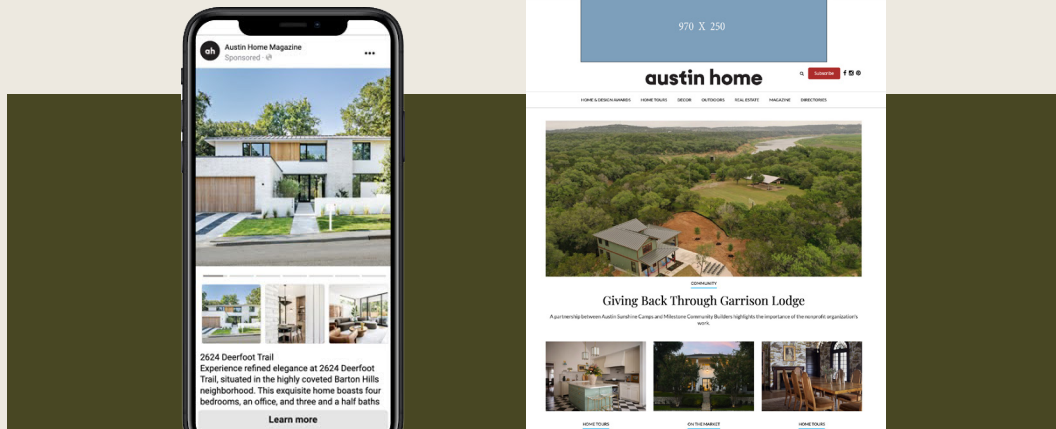 ah
Austin Home Magazine
Sponsored ·
2624 Deerfoot Trail
Experience refined elegance at 2624 Deerfoot
Trail, situated in the highly coveted Barton Hills
neighborhood. This exquisite home boasts four
bedrooms, an office, and three and a half baths
Learn more
970 X 250
austin home
Subscribe
HOME & DESIGN AWARDS HOME TOURS DECOR OUTDOORS REAL ESTATE MAGAZINE DIRECTORIES
COMMUNITY
Giving Back Through Garrison Lodge
A partnership between Austin Sunshine Camps and Milestone Community Builders highlights the importance of the nonprofit organization's
work.
HOME TOURS ON THE MARKET HOME TOURS